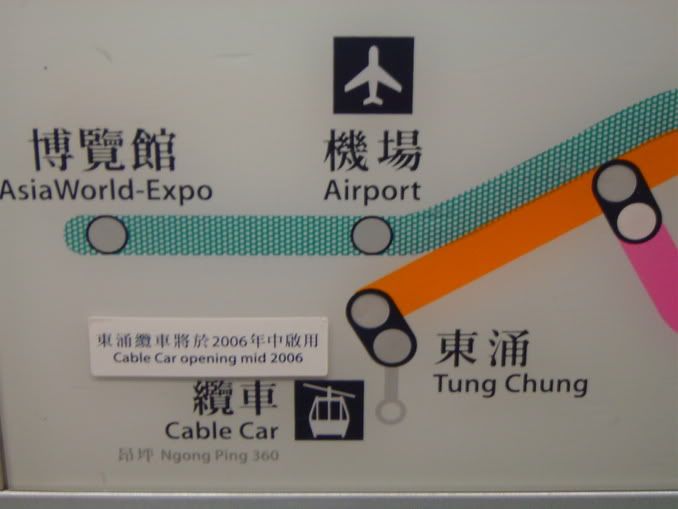 博覽館
AsiaWorld-Expo
機場
Airport
東涌纜車將於2006年中啟用
Cable Car opening mid 2006
東涌
Tung Chung
纜車
Cable Car
昂坪 Ngong Ping 360